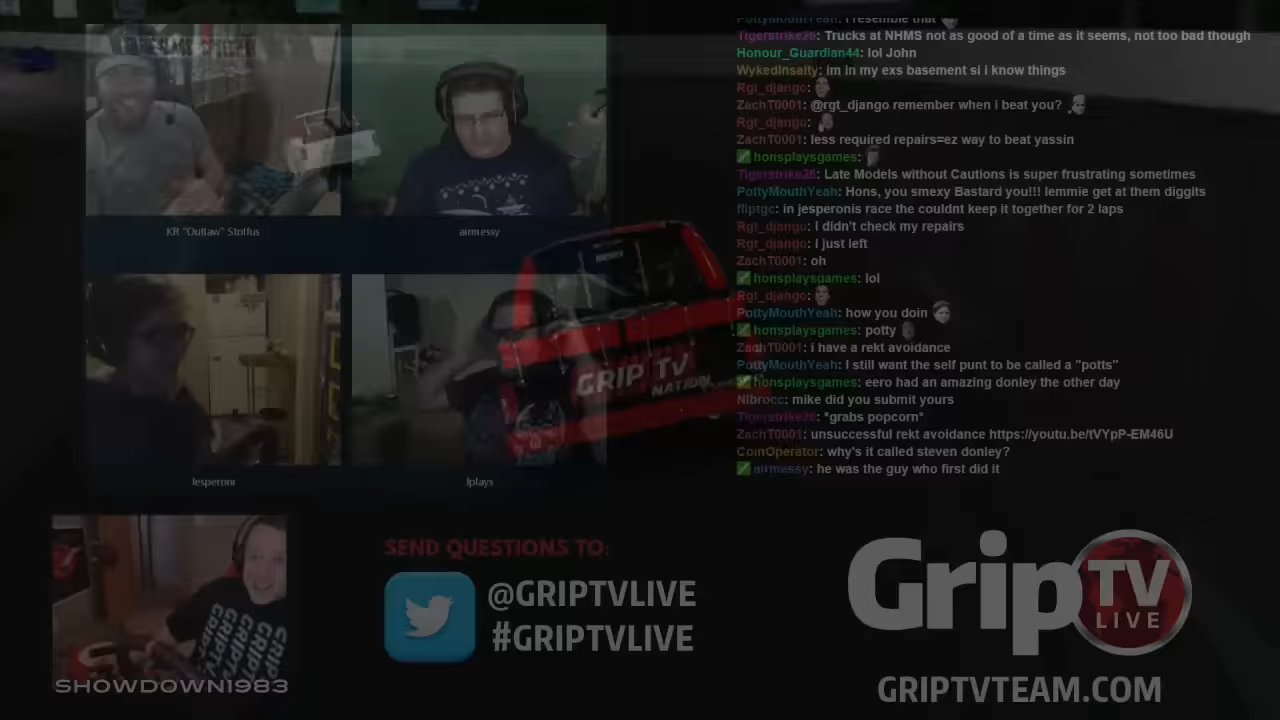 PottyMouthYeah: I resemble that
Tigerstrike26: Trucks at NHMS not as good of a time as it seems, not too bad though
Honour_Guardian44: lol John
WykedInsaity: im in my exs basement si i know things
Rgt_django:
ZachT0001: @rgt_django remember when i beat you?
Rgt_django:
ZachT0001: less required repairs=ez way to beat yassin
honsplaysgames:
Tigerstrike26: Late Models without Cautions is super frustrating sometimes
PottyMouthYeah: Hons, you smexy Bastard you!!! lemmie get at them diggits
fliptgc: in jesperonis race the couldnt keep it together for 2 laps
Rgt_django: I didn't check my repairs
Rgt_django: I just left
ZachT0001: oh
honsplaysgames: lol
Rgt_django:
PottyMouthYeah: how you doin
honsplaysgames: potty
ZachT0001: i have a rekt avoidance
PottyMouthYeah: I still want the self punt to be called a "potts"
honsplaysgames: eero had an amazing donley the other day
Nibrocc: mike did you submit yours
Tigerstrike26: *grabs popcorn*
ZachT0001: unsuccessful rekt avoidance https://youtu.be/tVYpP-EM46U
CoinOperator: why's it called steven donley?
airmessy: he was the guy who first did it
KR "Outlaw" Stolfus
airmessy
Jesperoni
Jplays
GRIP TV
NATION
SHOWDOWN1983
SEND QUESTIONS TO:
@GRIPTVLIVE
#GRIPTVLIVE
Grip TV
LIVE
GRIPTVTEAM.COM